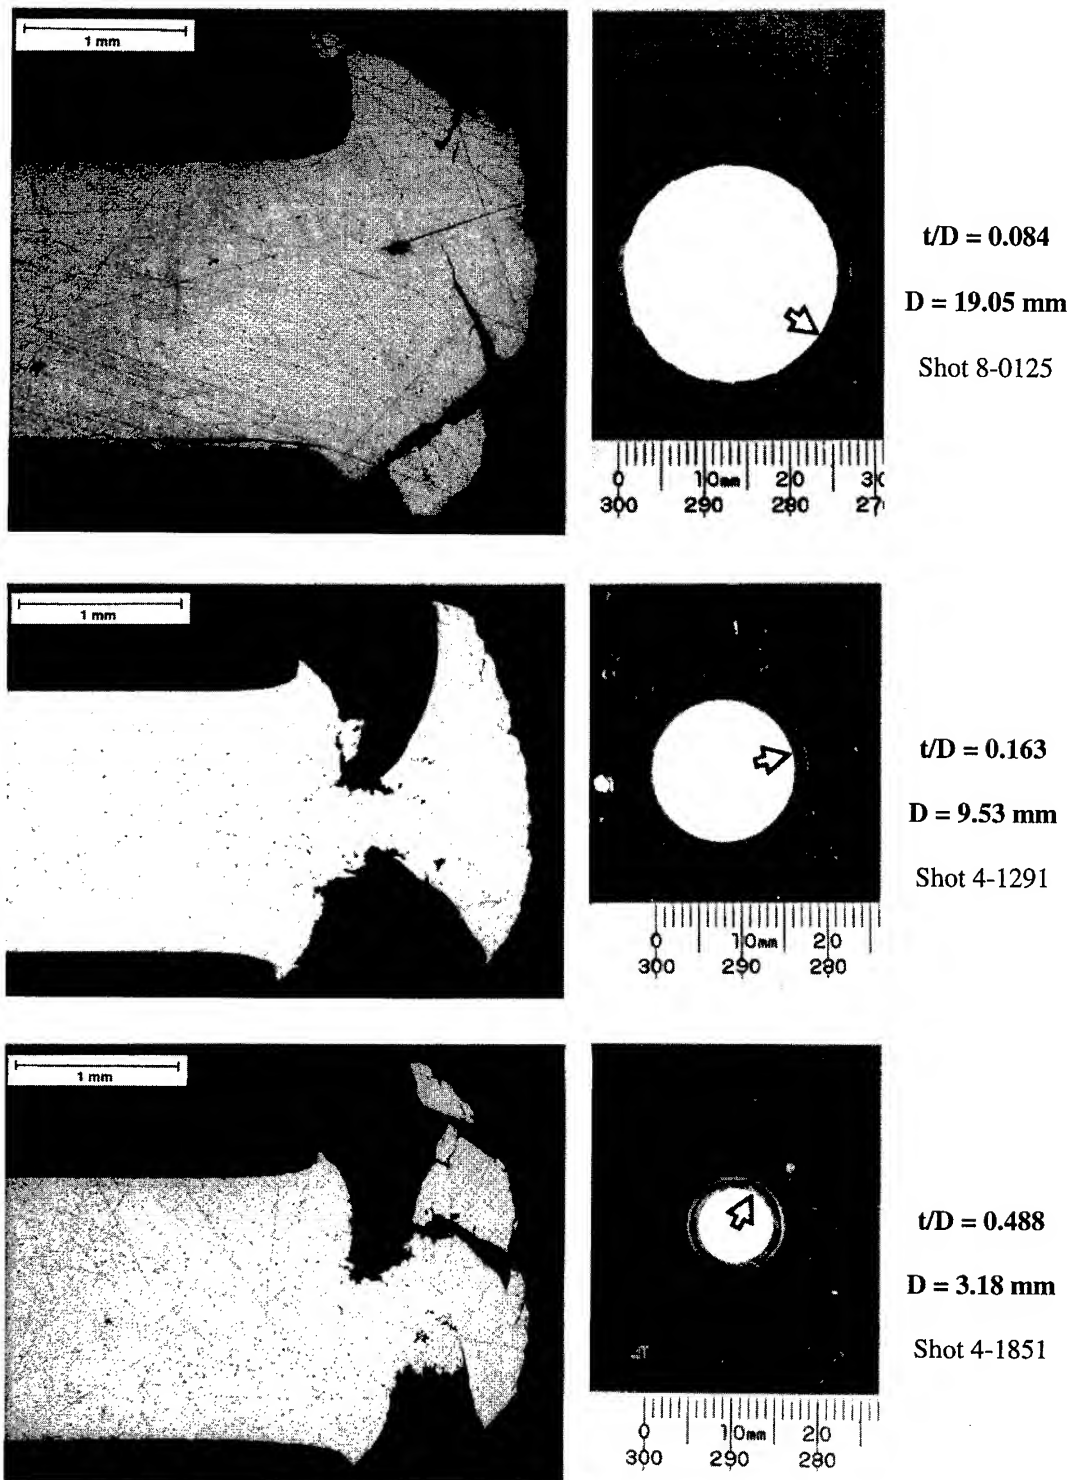 1 mm
t/D = 0.084
D = 19.05 mm
Shot 8-0125
0 10mm 20 30
300 290 280 27
1 mm
t/D = 0.163
D = 9.53 mm
Shot 4-1291
0 10mm 20
300 290 280
1 mm
t/D = 0.488
D = 3.18 mm
Shot 4-1851
0 10mm 20
300 290 280